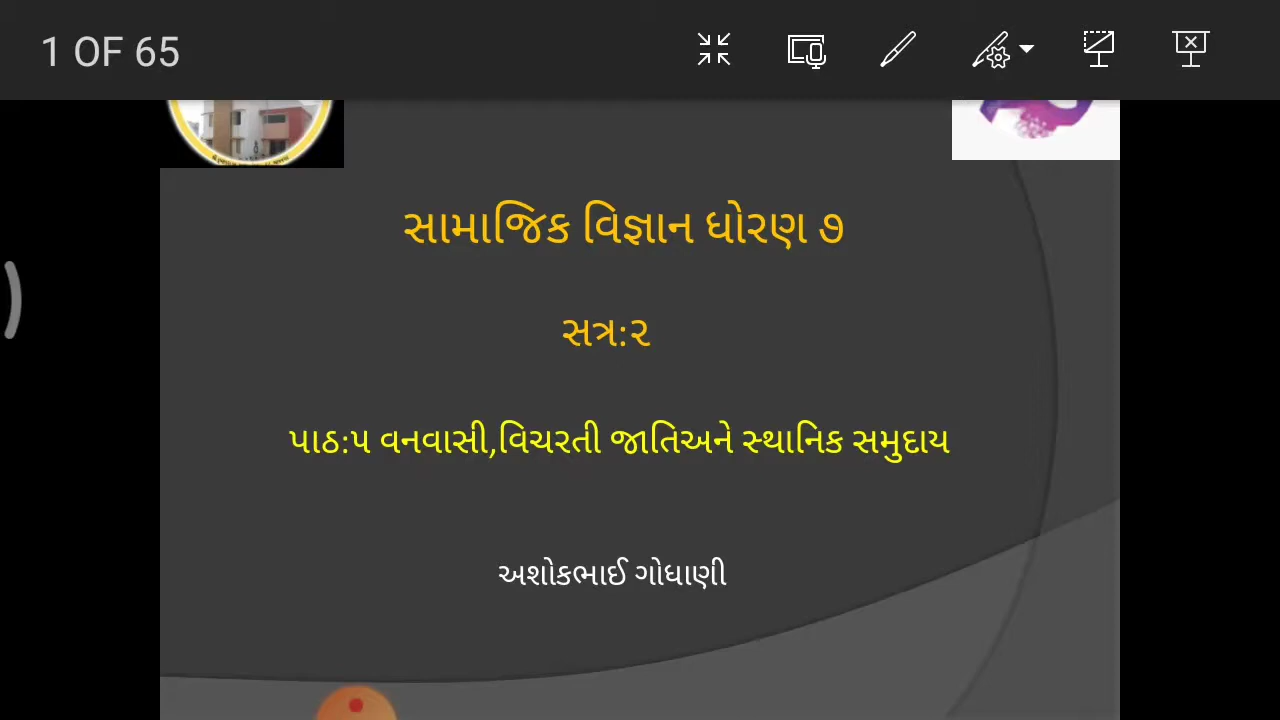 1 OF 65
સામાજિક વિજ્ઞાન ધોરણ ૭
સત્ર:૨
પાઠ:૫ વનવાસી,વિચરતી જાતિઅને સ્થાનિક સમુદાય
અશોકભાઈ ગોધાણી